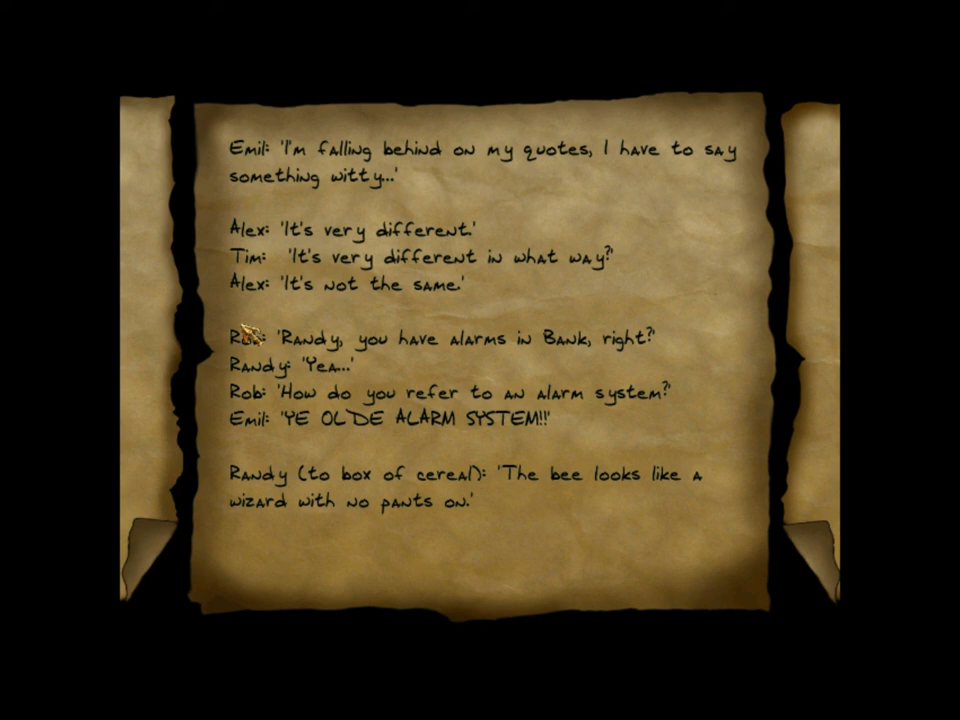 Emil: 'I'm falling behind on my quotes, I have to say
something witty...'
Alex: 'It's very different.'
Tim: 'It's very different in what way?'
Alex: 'It's not the same.'
'Randy, you have alarms in Bank, right?'
Randy: 'Yea...'
Rob: 'How do you refer to an alarm system?'
Emil: 'YE OL'DE ALARM SYSTEM!!'
Randy (to box of cereal): 'The bee looks like a
wizard with no pants on.'